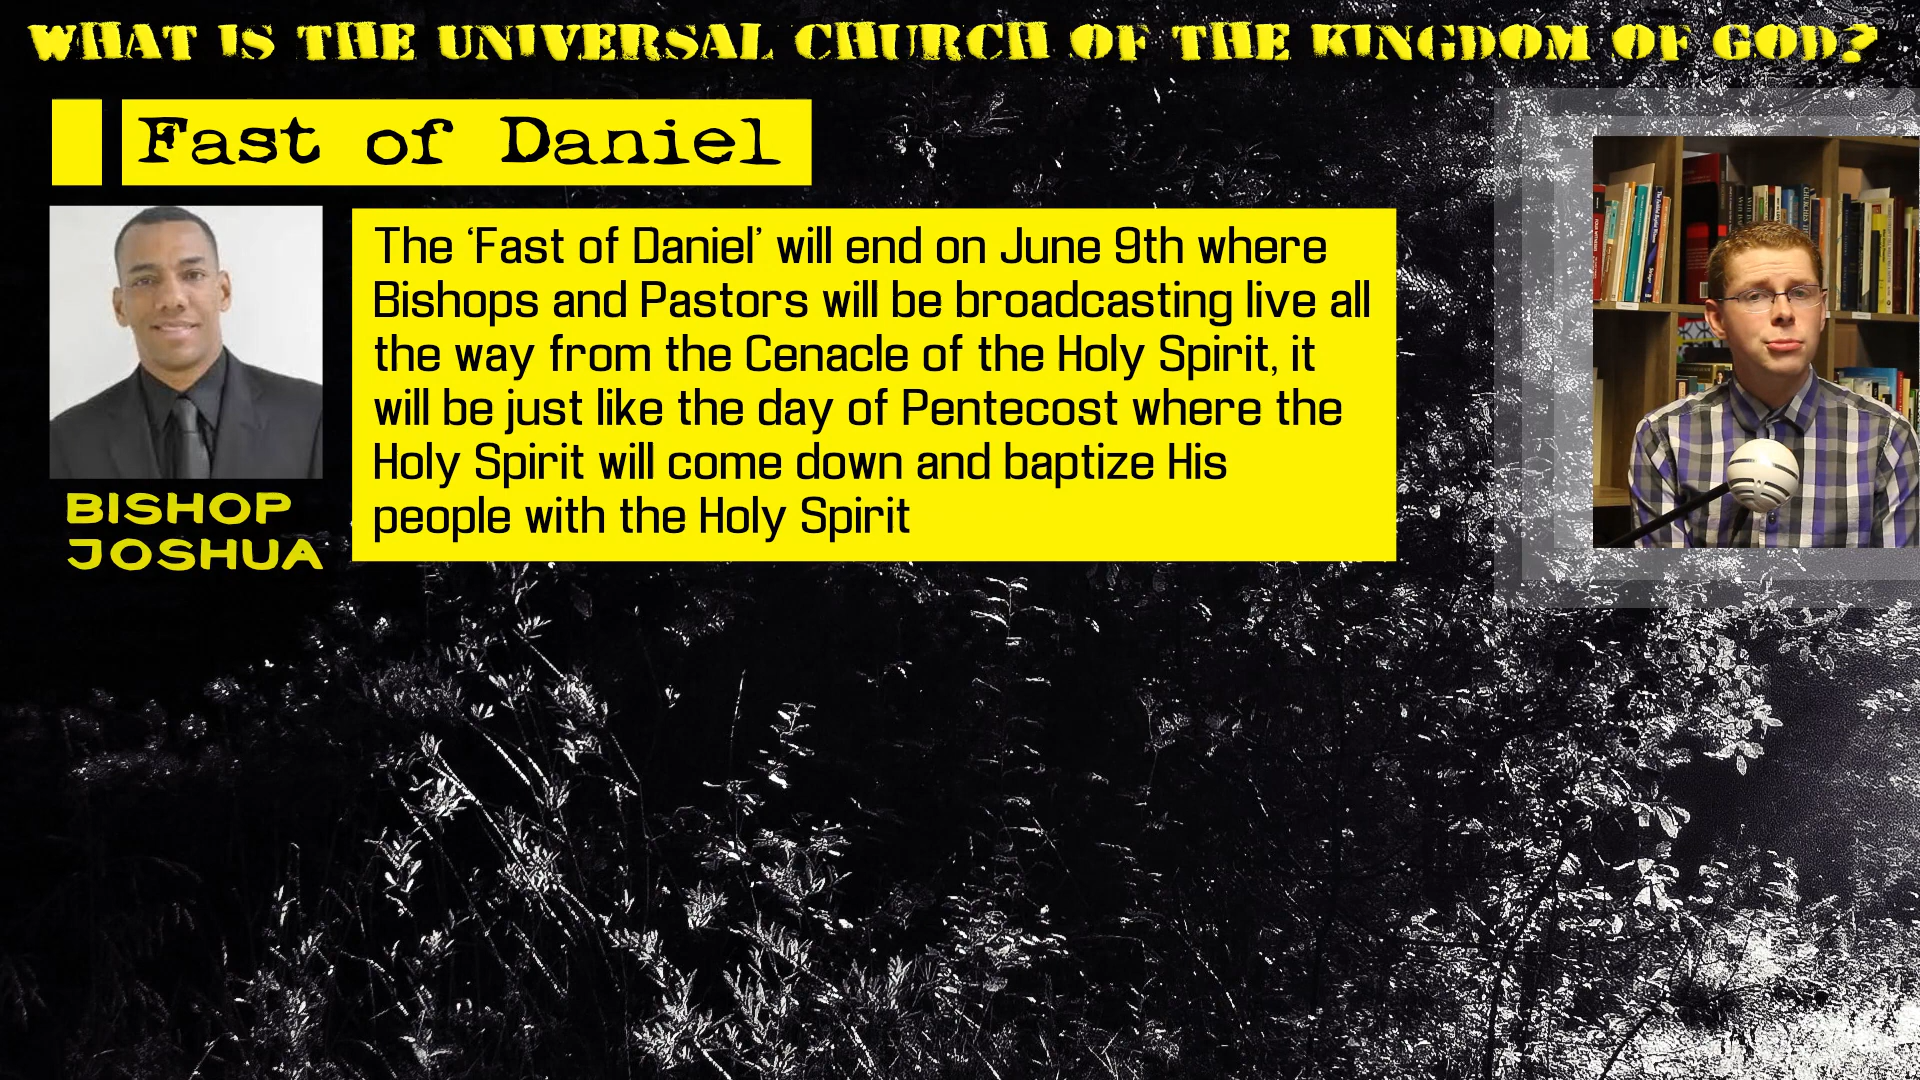 WHAT IS THE UNIVERSAL CHURCH OF THE KINGDOM OF GOD?
Fast of Daniel
The ‘Fast of Daniel’ will end on June 9th where
Bishops and Pastors will be broadcasting live all
the way from the Cenacle of the Holy Spirit, it
will be just like the day of Pentecost where the
Holy Spirit will come down and baptize His
people with the Holy Spirit
BISHOP
JOSHUA